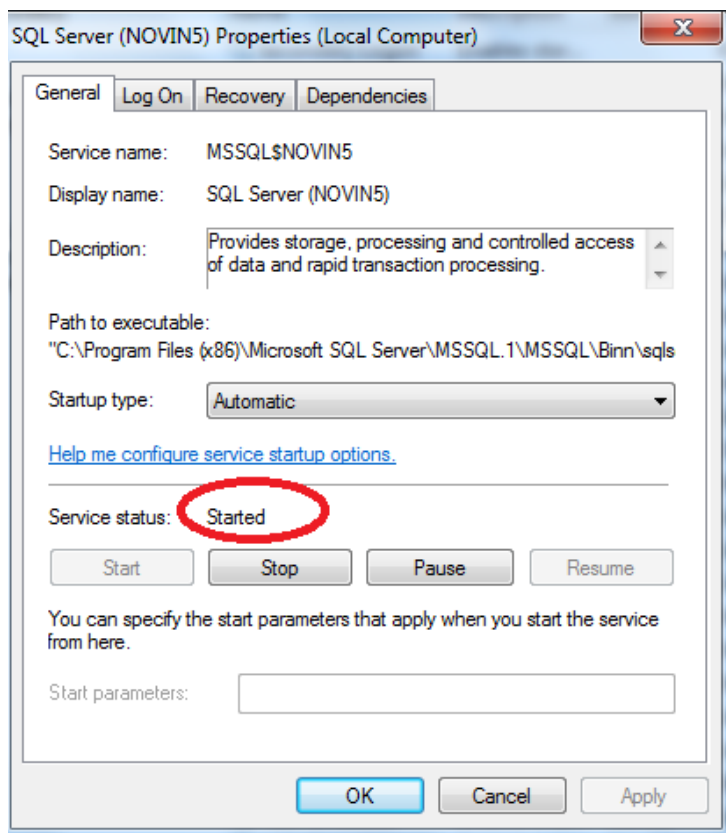 SQL Server (NOVIN5) Properties (Local Computer)
General Log On Recovery Dependencies
Service name: MSSQL$NOVIN5
Display name: SQL Server (NOVIN5)
Description: Provides storage, processing and controlled access
of data and rapid transaction processing.
Path to executable:
"C:\Program Files (x86)\Microsoft SQL Server\MSSQL.1\MSSQL\Binn\sqls
Startup type: Automatic
Help me configure service startup options.
Service status: Started
Start Stop Pause Resume
You can specify the start parameters that apply when you start the service
from here.
Start parameters:
OK Cancel Apply